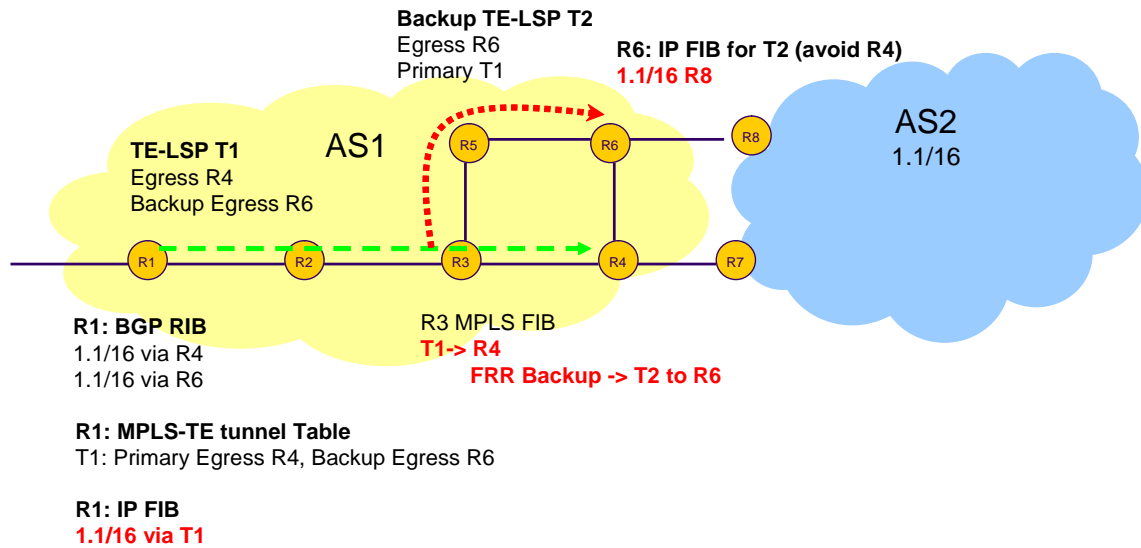 Backup TE-LSP T2
Egress R6
Primary T1
R6: IP FIB for T2 (avoid R4)
1.1/16 R8
TE-LSP T1
Egress R4
Backup Egress R6
AS1
AS2
1.1/16
R5
R6
R8
R1
R2
R3
R4
R7
R1: BGP RIB
1.1/16 via R4
1.1/16 via R6
R3 MPLS FIB
T1-> R4
FRR Backup -> T2 to R6
R1: MPLS-TE tunnel Table
T1: Primary Egress R4, Backup Egress R6
R1: IP FIB
1.1/16 via T1